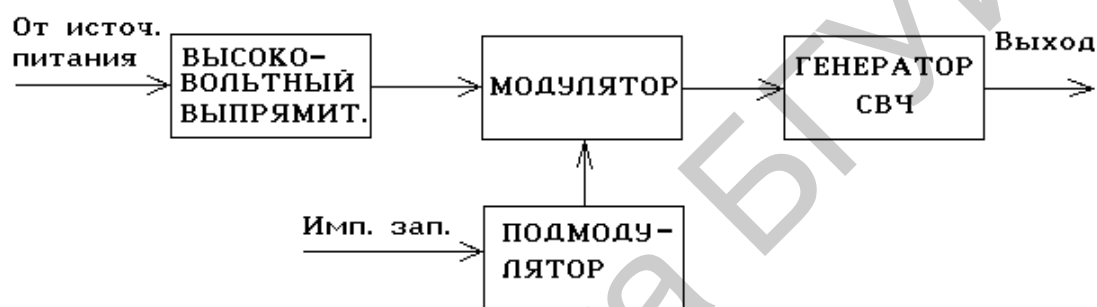 От источ.
питания
ВЫСОКО-
ВОЛЬТНЫЙ
ВЫПРЯМИТ.
МОДУЛЯТОР
ГЕНЕРАТОР
СВЧ
Выход
Имп. зап.
ПОДМОДУ-
ЛЯТОР